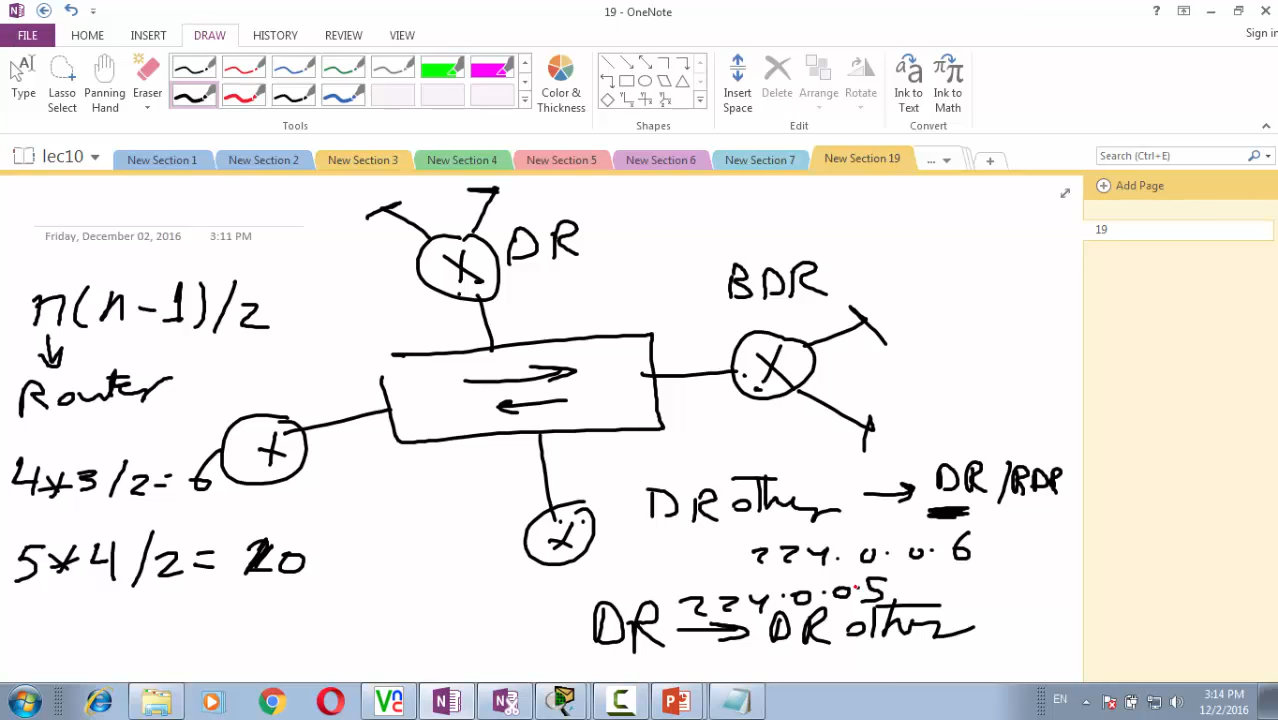 19 - OneNote
Sign in
FILE HOME INSERT DRAW HISTORY REVIEW VIEW
Type
Lasso Select
Panning Hand
Eraser
Color & Thickness
Insert Space
Delete
Arrange
Rotate
Ink to Text
Ink to Math
Tools
Shapes
Edit
Convert
lec10
New Section 1
New Section 2
New Section 3
New Section 4
New Section 5
New Section 6
New Section 7
New Section 19
...
Search (Ctrl+E)
Add Page
19
Friday, December 02, 2016 3:11 PM
DR
BDR
n(n-1)/2
Router
4*3/2= 6
5*4/2=
DR other → DR/BDR
224.0.0.6
224.0.0.5
DR → DR other
EN
3:14 PM
12/2/2016